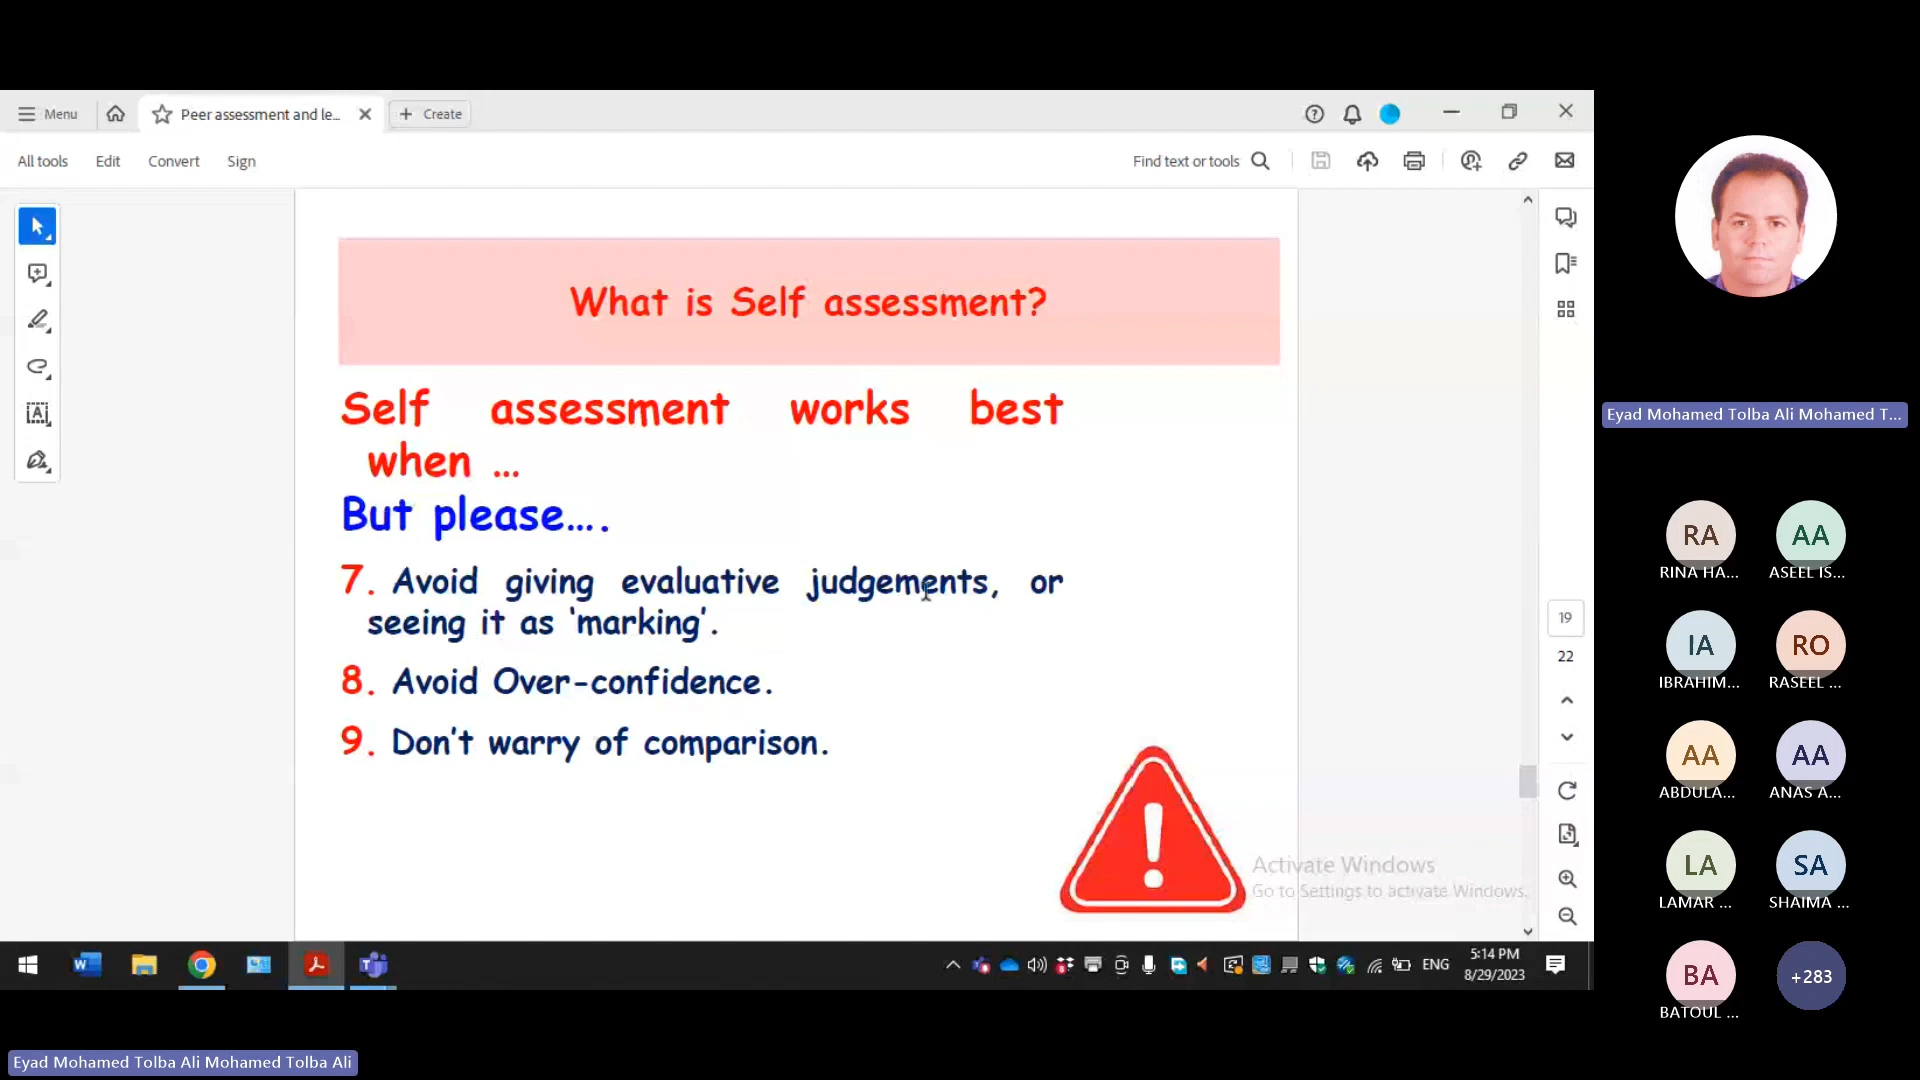 Menu
Peer assessment and le...
Create
All tools
Edit
Convert
Sign
Find text or tools
What is Self assessment?
Self assessment works best
when ...
But please....
7. Avoid giving evaluative judgements, or
seeing it as 'marking'.
8. Avoid Over-confidence.
9. Don't warry of comparison.
19
22
Activate Windows
Go to Settings to activate Windows.
ENG
5:14 PM
8/29/2023
Eyad Mohamed Tolba Ali Mohamed T...
RA
RINA HA...
AA
ASEEL IS...
IA
IBRAHIM...
RO
RASEEL ...
AA
ABDULA...
AA
ANAS A...
LA
LAMAR ...
SA
SHAIMA ...
BA
BATOUL ...
+283
Eyad Mohamed Tolba Ali Mohamed Tolba Ali